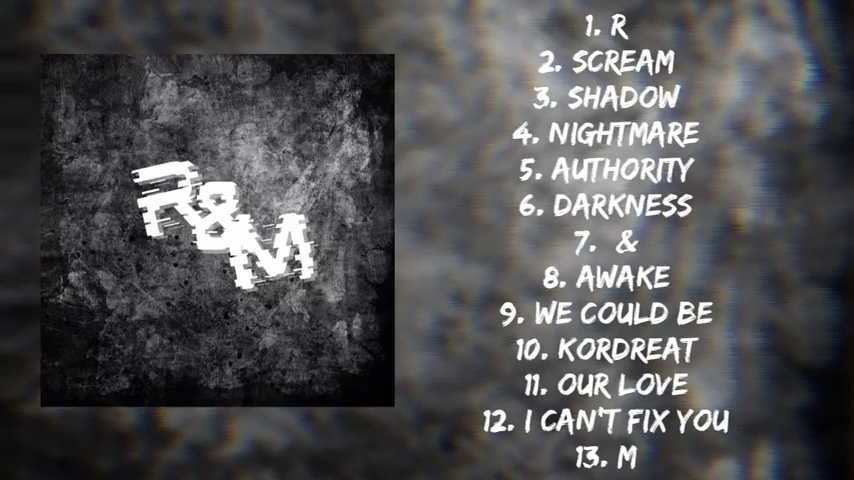 R&M
1. R
2. SCREAM
3. SHADOW
4. NIGHTMARE
5. AUTHORITY
6. DARKNESS
7. &
8. AWAKE
9. WE COULD BE
10. KORDREAT
11. OUR LOVE
12. I CAN'T FIX YOU
13. M